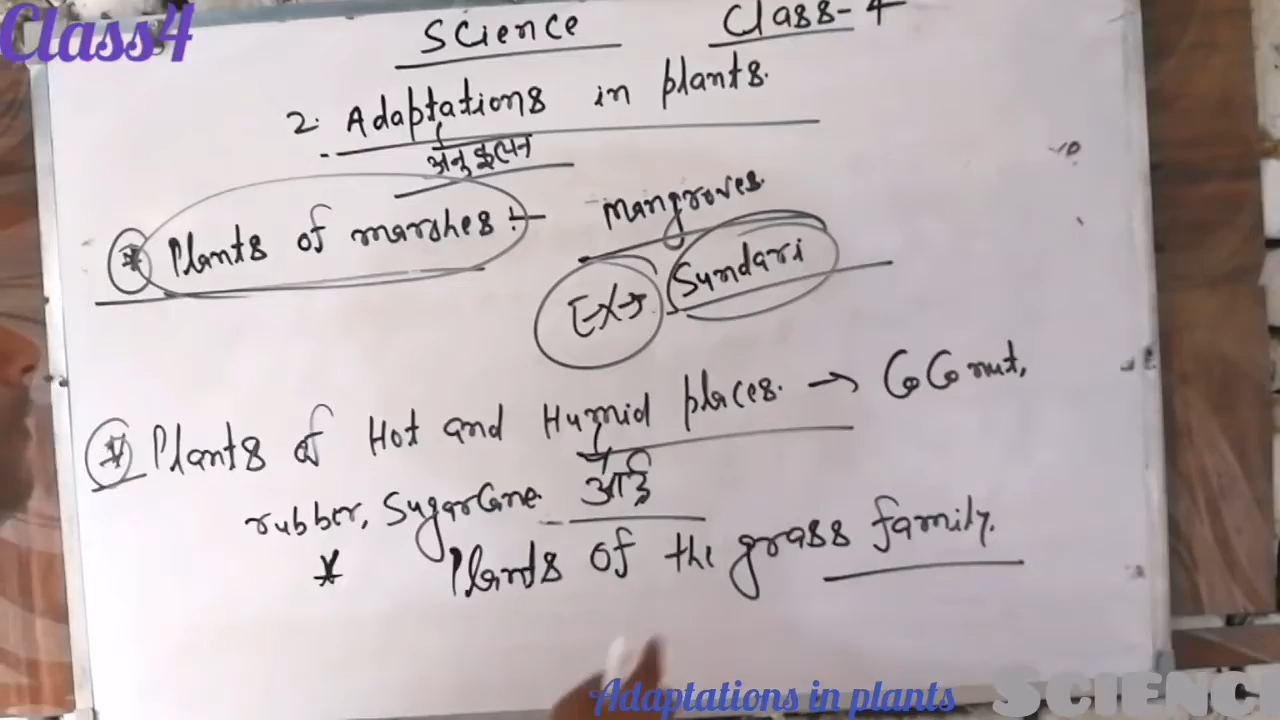 Class4
Science Class-4
2. Adaptations in plants.
अनुकूलन
* Plants of marshes :- mangroves.
Ex→ Sundari
* Plants of Hot and Humid places. → CoConut,
आर्द्र
rubber, SugarCane.
* Plants of the grass family.
Adaptations in plants
SCIENC